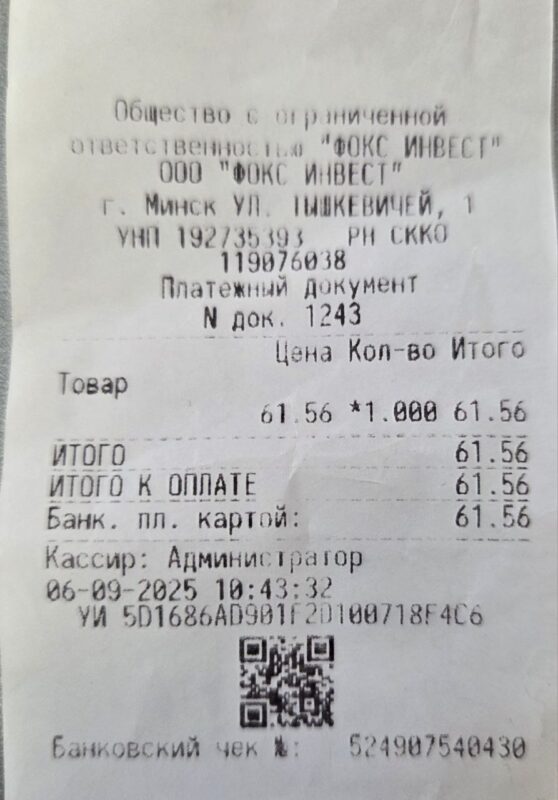 Общество с ограниченной
ответственностью "ФОКС ИНВЕСТ"
ООО "ФОКС ИНВЕСТ"
г. Минск УЛ. ТЫШКЕВИЧЕЙ, 1
УНП 192735393 РН СККО
119076038
Платежный документ
N док. 1243
Цена Кол-во Итого
Товар
61.56 *1.000 61.56
ИТОГО 61.56
ИТОГО К ОПЛАТЕ 61.56
Банк. пл. картой: 61.56
Кассир: Администратор
06-09-2025 10:43:32
УИ 5D1686AD901F2D100718F4C6
Банковский чек №: 524907540430